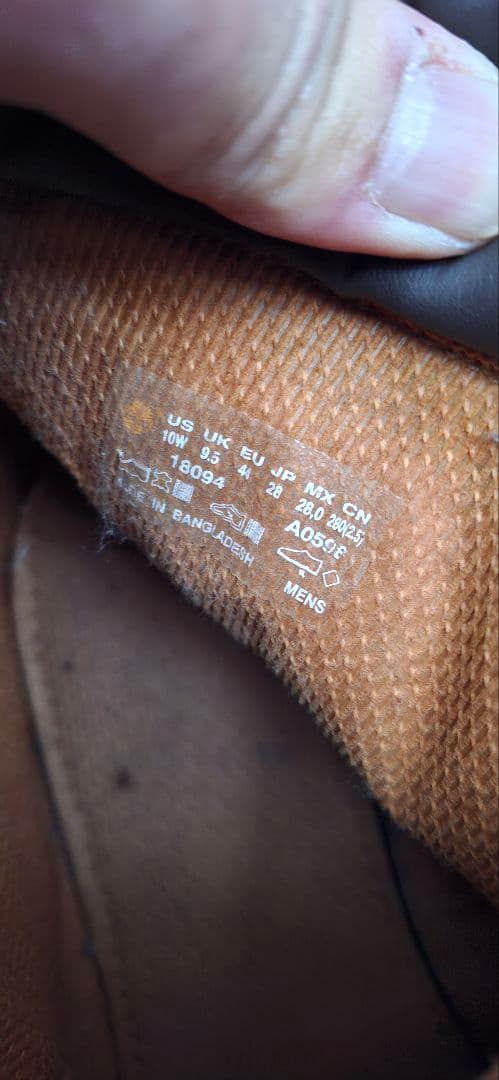 US UK EU JP MX CN
10W 9.5 44 28 28.0 280(2.5)
18094
IN BANGLADESH
MENS